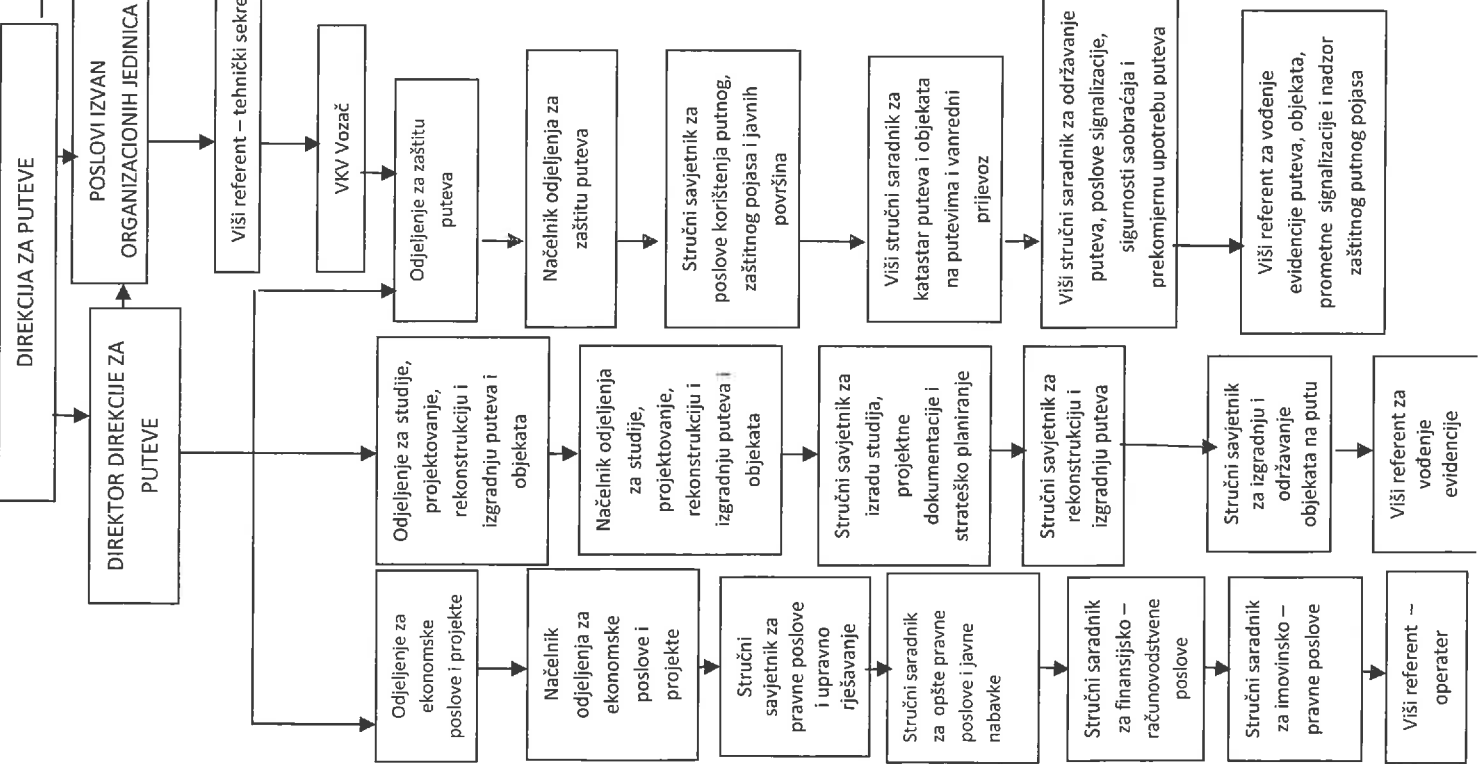 DIREKCIJA ZA PUTEVE
DIREKTOR DIREKCIJE ZA
PUTEVE
POSLOVI IZVAN
ORGANIZACIONIH JEDINICA
Viši referent – tehnički sekre
VKV Vozač
Odjeljenje za ekonomske
poslove i projekte
Načelnik
odjeljenja za
ekonomske
poslove i
projekte
Stručni
savjetnik za
pravne poslove
i upravno
rješavanje
Stručni saradnik
za opšte pravne
poslove i javne
nabavke
Stručni saradnik
za finansijsko –
računovodstvene
poslove
Stručni saradnik
za imovinsko –
pravne poslove
Viši referent –
operater
Odjeljenje za studije,
projektovanje,
rekonstrukciju i
izgradnju puteva i
objekata
Načelnik odjeljenja
za studije,
projektovanje,
rekonstrukciju i
izgradnju puteva i
objekata
Stručni savjetnik za
izradu studija,
projektne
dokumentacije i
strateško planiranje
Stručni savjetnik za
rekonstrukciju i
izgradnju puteva
Stručni savjetnik
za izgradnju i
održavanje
objekata na putu
Viši referent za
vođenje
evidencije
Odjeljenje za zaštitu
puteva
Načelnik odjeljenja za
zaštitu puteva
Stručni savjetnik za
poslove korištenja putnog,
zaštitnog pojasa i javnih
površina
Viši stručni saradnik za
katastar puteva i objekata
na putevima i vanredni
prijevoz
Viši stručni saradnik za održavanje
puteva, poslove signalizacije,
sigurnosti saobraćaja i
prekomjernu upotrebu puteva
Viši referent za vođenje
evidencije puteva, objekata,
prometne signalizacije i nadzor
zaštitnog putnog pojasa